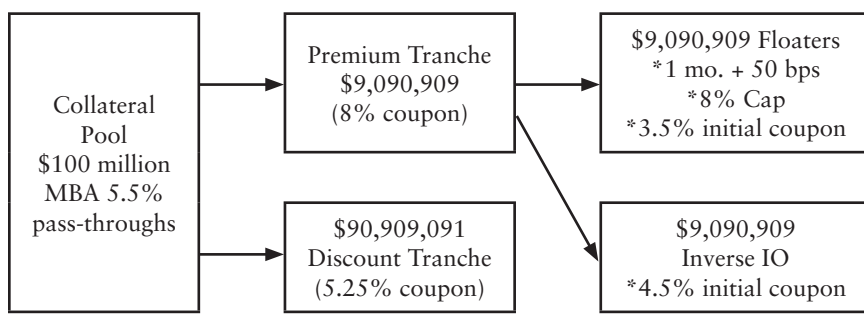 Collateral
Pool
$100 million
MBA 5.5%
pass-throughs
Premium Tranche
$9,090,909
(8% coupon)
$9,090,909 Floaters
*1 mo. + 50 bps
*8% Cap
*3.5% initial coupon
$90,909,091
Discount Tranche
(5.25% coupon)
$9,090,909
Inverse IO
*4.5% initial coupon